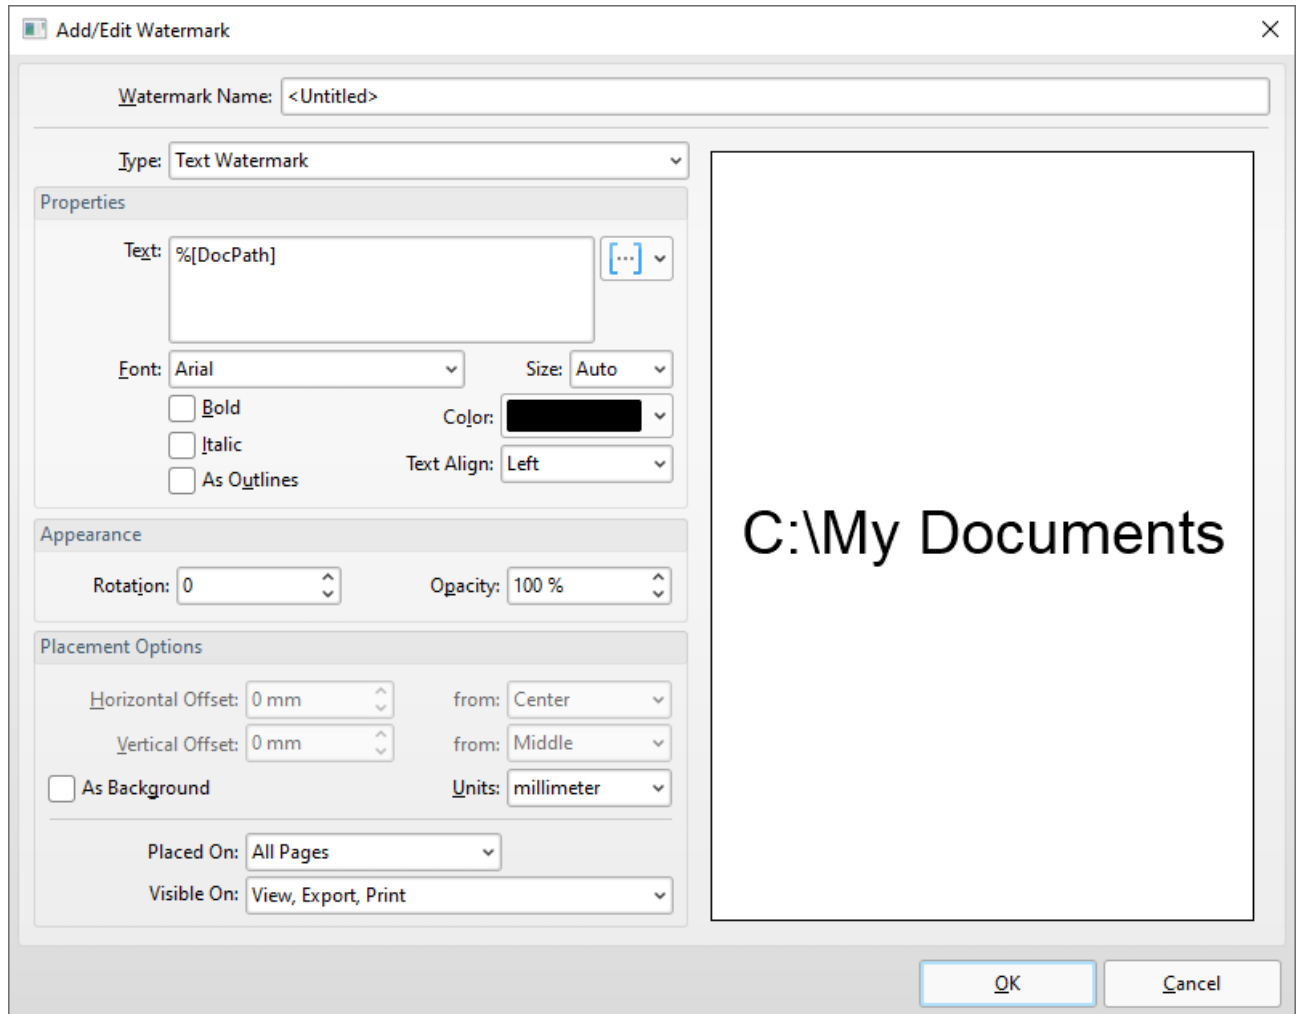 Add/Edit Watermark
Watermark Name: <Untitled>
Type: Text Watermark
Properties
Text: %[DocPath]
[...]
Font: Arial Size: Auto
Bold
Color:
Italic
Text Align: Left
As Outlines
Appearance
Rotation: 0 Opacity: 100 %
Placement Options
Horizontal Offset: 0 mm from: Center
Vertical Offset: 0 mm from: Middle
As Background Units: millimeter
Placed On: All Pages
Visible On: View, Export, Print
C:\My Documents
OK Cancel